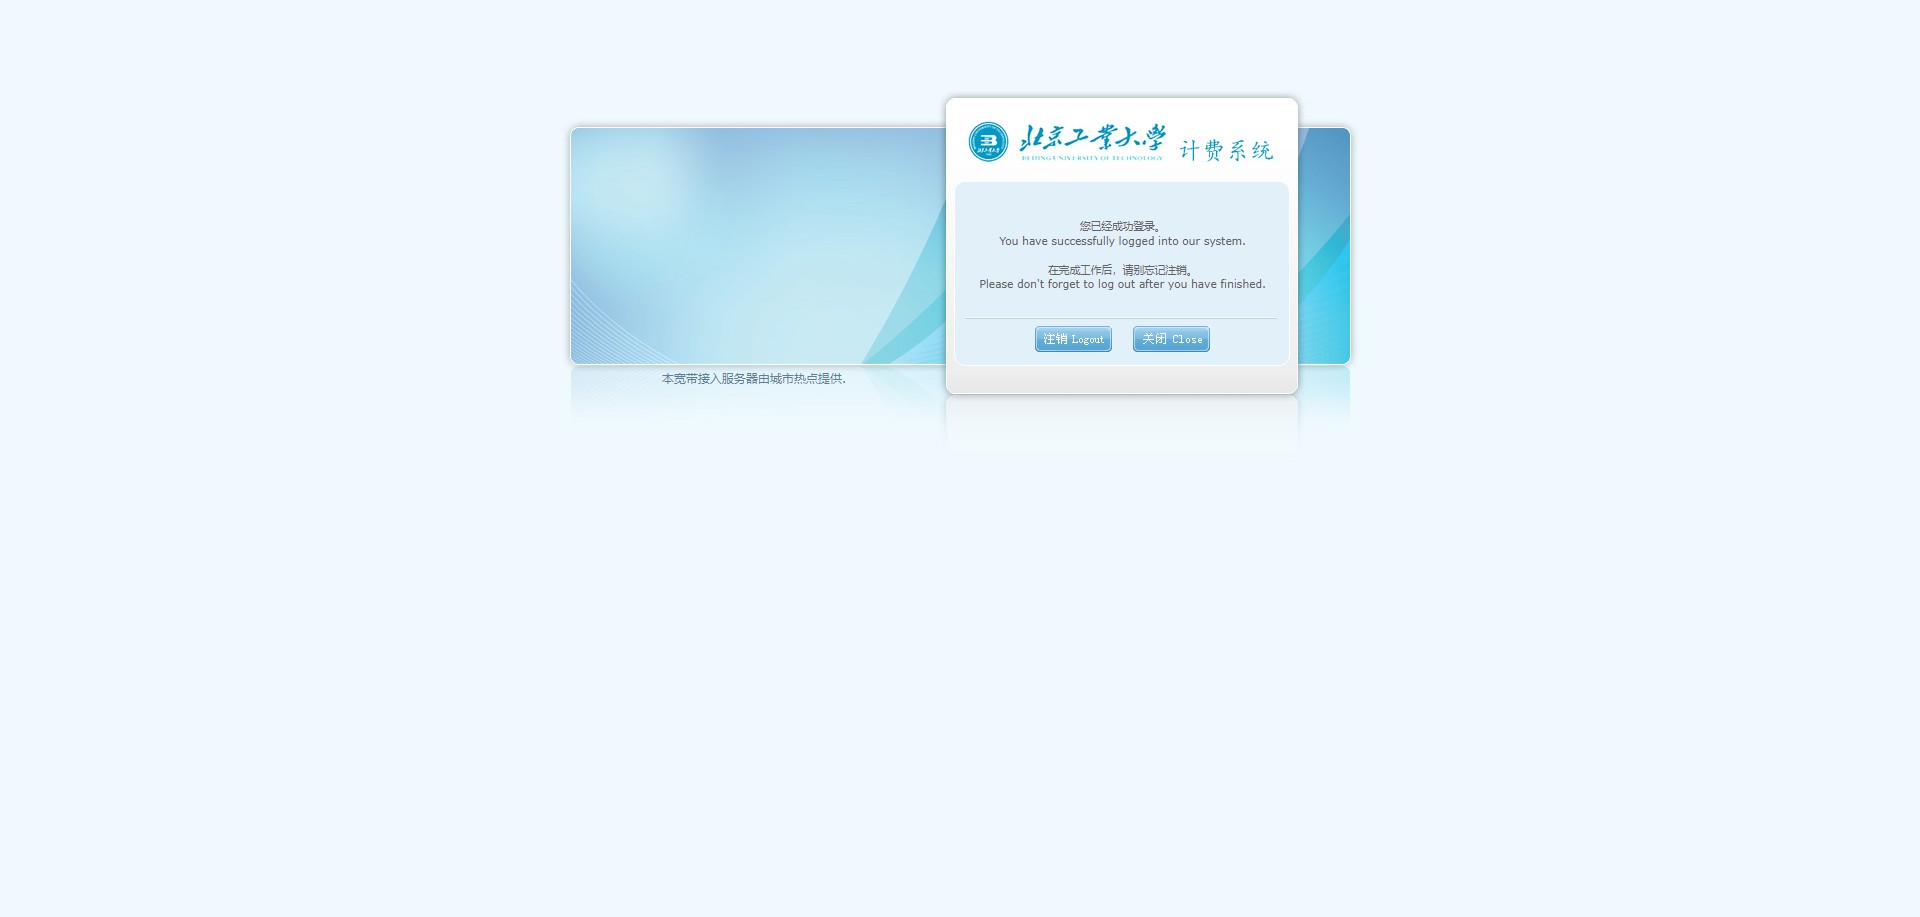 北京工業大學 计费系统
BEIJING UNIVERSITY OF TECHNOLOGY
您已经成功登录。
You have successfully logged into our system.
在完成工作后，请别忘记注销。
Please don't forget to log out after you have finished.
注销 Logout 关闭 Close
本宽带接入服务器由城市热点提供.